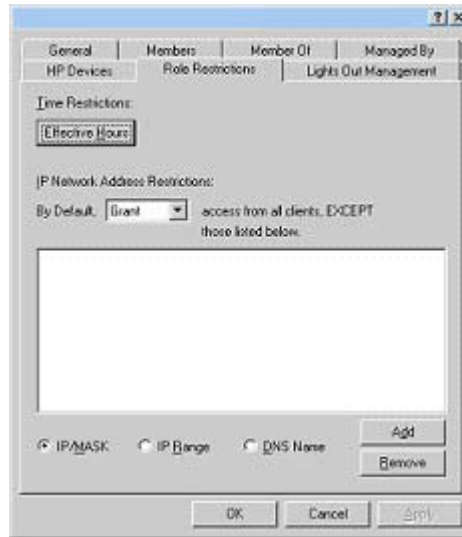 ? x
General Members Member Of Managed By
HP Devices Role Restrictions Lights Out Management
Time Restrictions:
Effective Hours
IP Network Address Restrictions:
By Default, Grant access from all clients, EXCEPT
those listed below.
Add
IP/MASK IP Range DNS Name
Remove
OK Cancel Apply